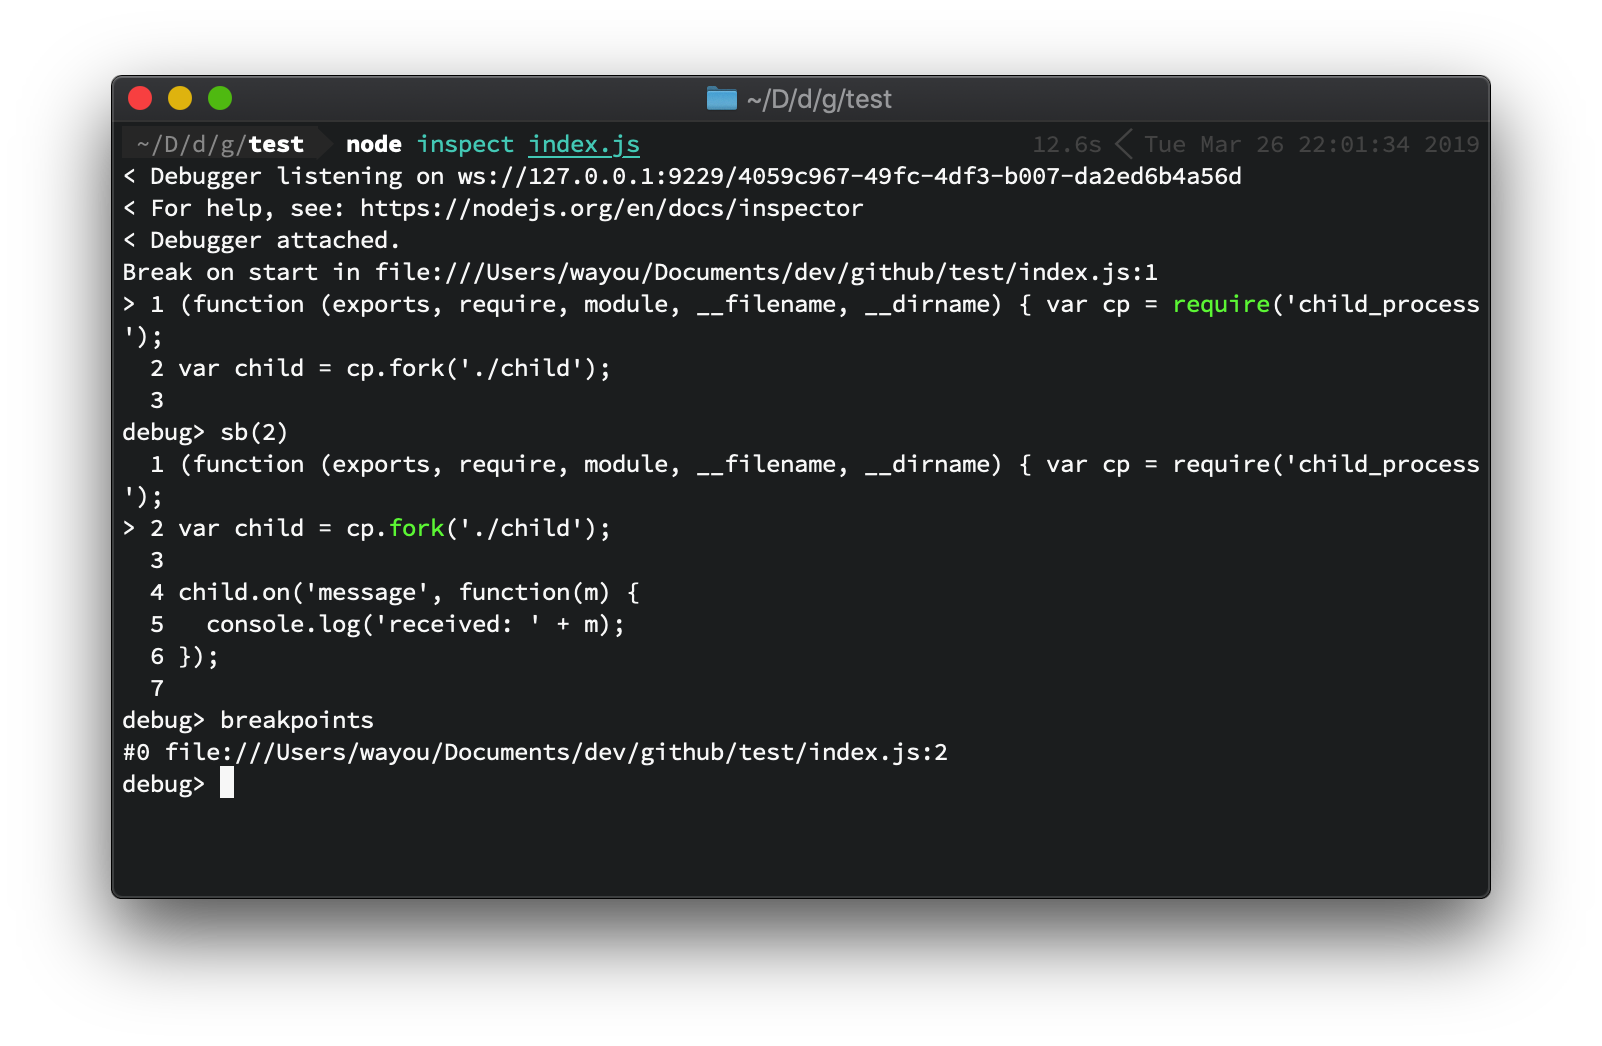 ~/D/d/g/test
~/D/d/g/test node inspect index.js 12.6s Tue Mar 26 22:01:34 2019
< Debugger listening on ws://127.0.0.1:9229/4059c967-49fc-4df3-b007-da2ed6b4a56d
< For help, see: https://nodejs.org/en/docs/inspector
< Debugger attached.
Break on start in file:///Users/wayou/Documents/dev/github/test/index.js:1
> 1 (function (exports, require, module, __filename, __dirname) { var cp = require('child_process
');
  2 var child = cp.fork('./child');
  3
debug> sb(2)
  1 (function (exports, require, module, __filename, __dirname) { var cp = require('child_process
');
> 2 var child = cp.fork('./child');
  3
  4 child.on('message', function(m) {
  5   console.log('received: ' + m);
  6 });
  7
debug> breakpoints
#0 file:///Users/wayou/Documents/dev/github/test/index.js:2
debug>